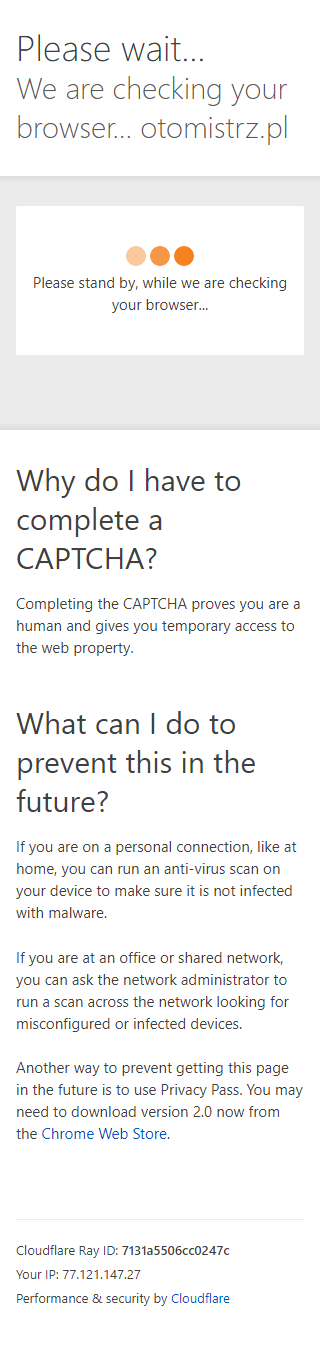 Please wait...
We are checking your
browser... otomistrz.pl
Please stand by, while we are checking
your browser...
Why do I have to
complete a
CAPTCHA?
Completing the CAPTCHA proves you are a
human and gives you temporary access to
the web property.
What can I do to
prevent this in the
future?
If you are on a personal connection, like at
home, you can run an anti-virus scan on
your device to make sure it is not infected
with malware.
If you are at an office or shared network,
you can ask the network administrator to
run a scan across the network looking for
misconfigured or infected devices.
Another way to prevent getting this page
in the future is to use Privacy Pass. You may
need to download version 2.0 now from
the Chrome Web Store.
Cloudflare Ray ID: 7131a5506cc0247c
Your IP: 77.121.147.27
Performance & security by Cloudflare